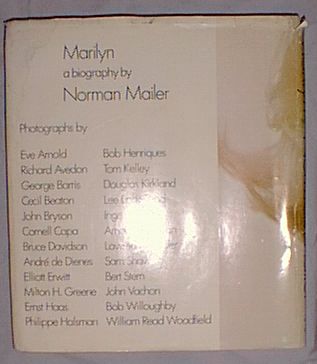 Marilyn
a biography by
Norman Mailer
Photographs by
Eve Arnold Bob Henriques
Richard Avedon Tom Kelley
George Barris Douglas Kirkland
Cecil Beaton Lee
John Bryson Inge
Cornell Capa
Bruce Davidson
André de Dienes Sam Shaw
Elliott Erwitt Bert Stern
Milton H. Greene John Vachon
Ernst Haas Bob Willoughby
Philippe Halsman William Read Woodfield